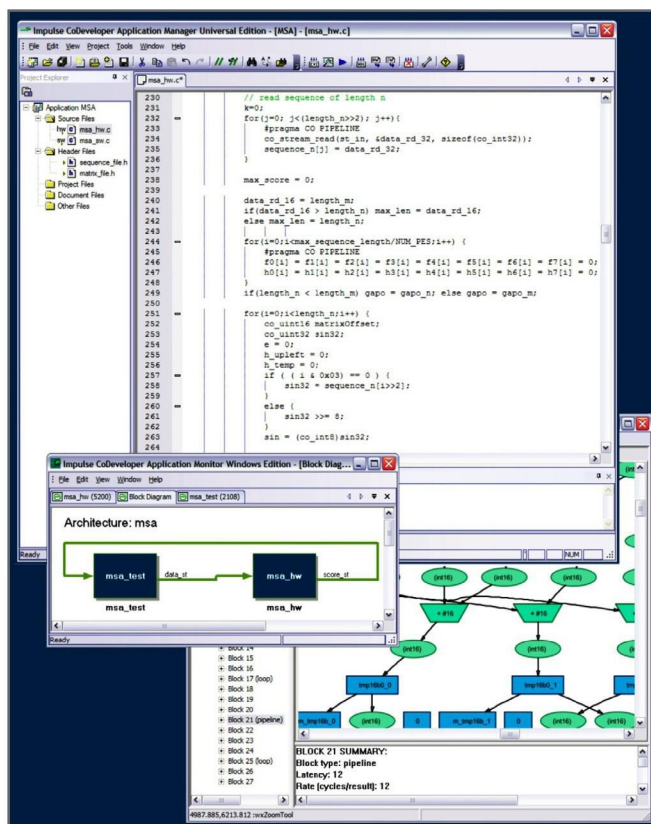 Impulse CoDeveloper Application Manager Universal Edition - [MSA] - [msa_hw.c]
File Edit View Project Tools Window Help
Project Explorer
msa_hw.c*
Application MSA
Source Files
msa_hw.c
msa_sw.c
Header Files
sequence_file.h
matrix_file.h
Project Files
Document Files
Other Files
230 // read sequence of length n
231 k=0;
232 for(j=0; j<(length_n>>2); j++){
233 #pragma CO PIPELINE
234 co_stream_read(st_in, &data_rd_32, sizeof(co_int32));
235 sequence_n[j] = data_rd_32;
236 }
237
238 max_score = 0;
239
240 data_rd_16 = length_m;
241 if(data_rd_16 > length_n) max_len = data_rd_16;
242 else max_len = length_n;
243
244 for(i=0;i<max_sequence_length/NUM_PES;i++) {
245 #pragma CO PIPELINE
246 f0[i] = f1[i] = f2[i] = f3[i] = f4[i] = f5[i] = f6[i] = f7[i] = 0;
247 h0[i] = h1[i] = h2[i] = h3[i] = h4[i] = h5[i] = h6[i] = h7[i] = 0;
248 }
249 if(length_n < length_m) gapo = gapo_n; else gapo = gapo_m;
250
251 for(i=0;i<length_n;i++) {
252 co_uint16 matrixOffset;
253 co_uint32 sin32;
254 e = 0;
255 h_upleft = 0;
256 h_temp = 0;
257 if ( ( i & 0x03) == 0 ) {
258 sin32 = sequence_n[i>>2];
259 }
260 else {
261 sin32 >>= 8;
262 }
263 sin = (co_int8)sin32;
264
Ready
NUM
Impulse CoDeveloper Application Monitor Windows Edition - [Block Diag...
File Edit View Window Help
msa_hw (5200) Block Diagram msa_test (2108)
Architecture: msa
msa_test data_st msa_hw score_st
msa_test msa_hw
Ready
(int16) (int16) (int16)
+ #16 + #16
(int16) (int16)
tmp16b0_0 tmp16b0_1
m_tmp16b_0 (int16) 0 m_tmp16b_1 0 (int16) (int16)
Block 14
Block 15
Block 16
Block 17 (loop)
Block 18
Block 19
Block 20
Block 21 (pipeline)
Block 22
Block 23
Block 24
Block 25 (loop)
Block 26
Block 27
BLOCK 21 SUMMARY:
Block type: pipeline
Latency: 12
Rate (cycles/result): 12
4987.885,6213.812 :wxZoomTool